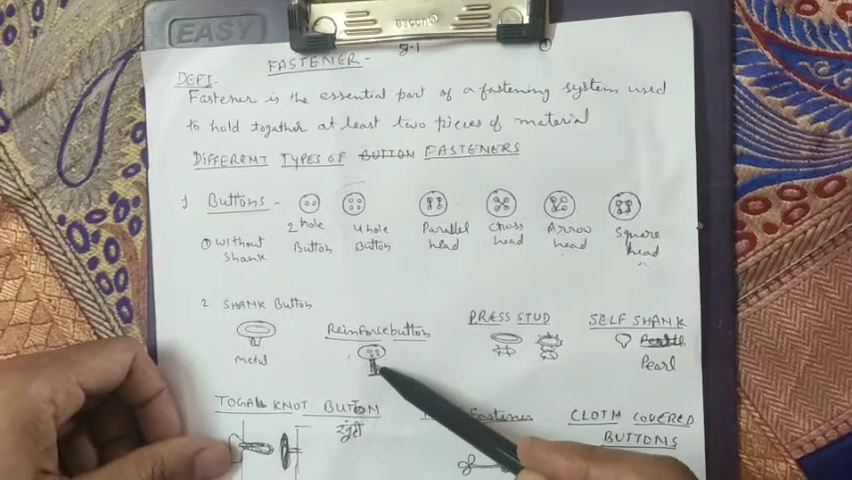 EASY
g.1
FASTENER -
DEFI-
Fastener is the essential part of a fastening system used
to hold together at least two pieces of material
DIFFERENT TYPES OF BUTTON FASTENERS
1 Buttons -
① Without Shank
2 hole Button
4 hole Button
Parallel head
Cross head
Arrow head
Square head
2. SHANK Button
metal
Reinforce button
PRESS STUD
SELF SHANK
Pearl
TOGAL KNOT BUTTON
खूंटी
Fastener
CLOTH COVERED
BUTTONS